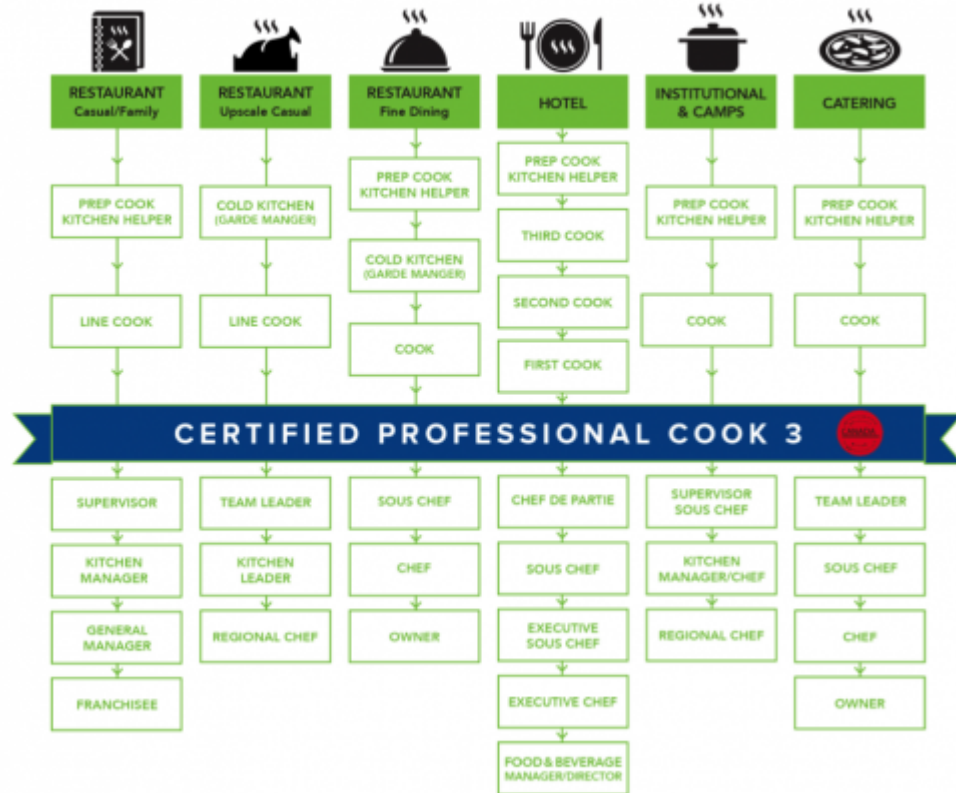 RESTAURANT
Casual/Family
RESTAURANT
Upscale Casual
RESTAURANT
Fine Dining
HOTEL
INSTITUTIONAL
& CAMPS
CATERING
PREP COOK
KITCHEN HELPER
LINE COOK
COLD KITCHEN
(GARDE MANGER)
LINE COOK
PREP COOK
KITCHEN HELPER
COLD KITCHEN
(GARDE MANGER)
COOK
PREP COOK
KITCHEN HELPER
THIRD COOK
SECOND COOK
FIRST COOK
PREP COOK
KITCHEN HELPER
COOK
PREP COOK
KITCHEN HELPER
COOK
CERTIFIED PROFESSIONAL COOK 3
CANADA
SUPERVISOR
KITCHEN
MANAGER
GENERAL
MANAGER
FRANCHISEE
TEAM LEADER
KITCHEN
LEADER
REGIONAL CHEF
SOUS CHEF
CHEF
OWNER
CHEF DE PARTIE
SOUS CHEF
EXECUTIVE
SOUS CHEF
EXECUTIVE CHEF
FOOD & BEVERAGE
MANAGER/DIRECTOR
SUPERVISOR
SOUS CHEF
KITCHEN
MANAGER/CHEF
REGIONAL CHEF
TEAM LEADER
SOUS CHEF
CHEF
OWNER